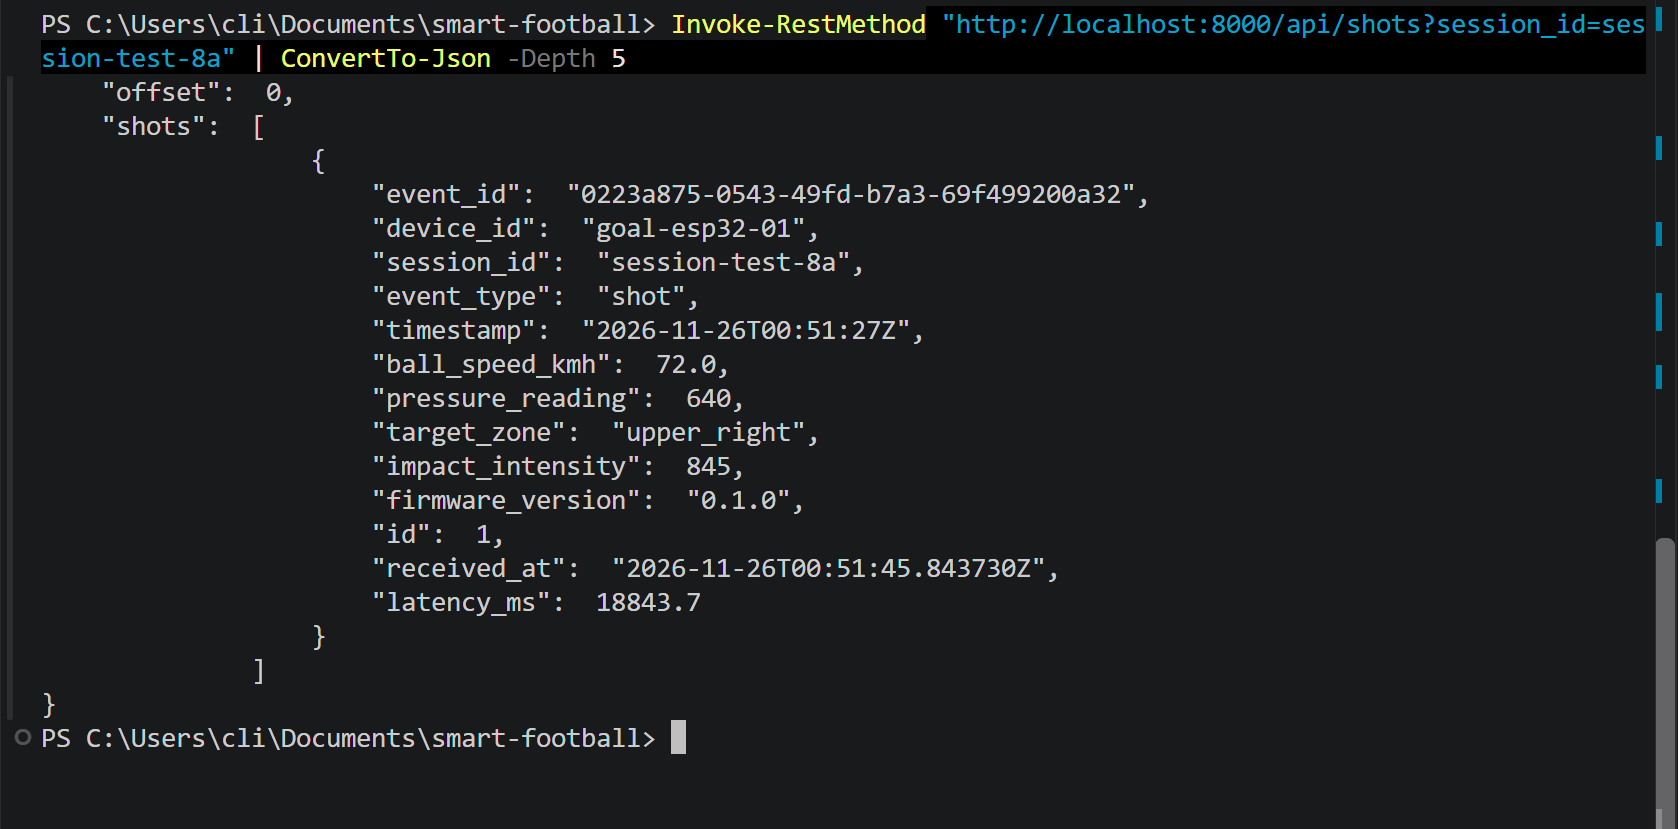 PS C:\Users\cli\Documents\smart-football> Invoke-RestMethod "http://localhost:8000/api/shots?session_id=ses
sion-test-8a" | ConvertTo-Json -Depth 5
    "offset":  0,
    "shots":  [
                  {
                      "event_id":  "0223a875-0543-49fd-b7a3-69f499200a32",
                      "device_id":  "goal-esp32-01",
                      "session_id":  "session-test-8a",
                      "event_type":  "shot",
                      "timestamp":  "2026-11-26T00:51:27Z",
                      "ball_speed_kmh":  72.0,
                      "pressure_reading":  640,
                      "target_zone":  "upper_right",
                      "impact_intensity":  845,
                      "firmware_version":  "0.1.0",
                      "id":  1,
                      "received_at":  "2026-11-26T00:51:45.843730Z",
                      "latency_ms":  18843.7
                  }
              ]
}
PS C:\Users\cli\Documents\smart-football>